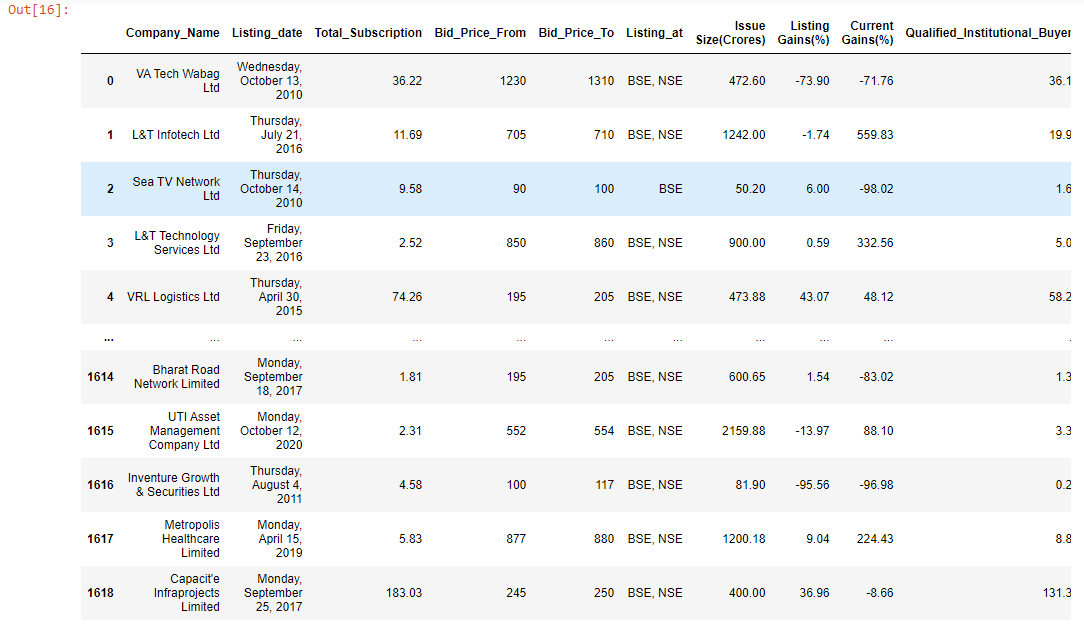 Out[16]:
Company_Name Listing_date Total_Subscription Bid_Price_From Bid_Price_To Listing_at Issue Size(Crores) Listing Gains(%) Current Gains(%) Qualified_Institutional_Buyer
0 VA Tech Wabag Ltd Wednesday, October 13, 2010 36.22 1230 1310 BSE, NSE 472.60 -73.90 -71.76 36.1
1 L&T Infotech Ltd Thursday, July 21, 2016 11.69 705 710 BSE, NSE 1242.00 -1.74 559.83 19.9
2 Sea TV Network Ltd Thursday, October 14, 2010 9.58 90 100 BSE 50.20 6.00 -98.02 1.6
3 L&T Technology Services Ltd Friday, September 23, 2016 2.52 850 860 BSE, NSE 900.00 0.59 332.56 5.0
4 VRL Logistics Ltd Thursday, April 30, 2015 74.26 195 205 BSE, NSE 473.88 43.07 48.12 58.2
... ... ... ... ... ... ... ... ... ... .
1614 Bharat Road Network Limited Monday, September 18, 2017 1.81 195 205 BSE, NSE 600.65 1.54 -83.02 1.3
1615 UTI Asset Management Company Ltd Monday, October 12, 2020 2.31 552 554 BSE, NSE 2159.88 -13.97 88.10 3.3
1616 Inventure Growth & Securities Ltd Thursday, August 4, 2011 4.58 100 117 BSE, NSE 81.90 -95.56 -96.98 0.2
1617 Metropolis Healthcare Limited Monday, April 15, 2019 5.83 877 880 BSE, NSE 1200.18 9.04 224.43 8.8
1618 Capacit'e Infraprojects Limited Monday, September 25, 2017 183.03 245 250 BSE, NSE 400.00 36.96 -8.66 131.3